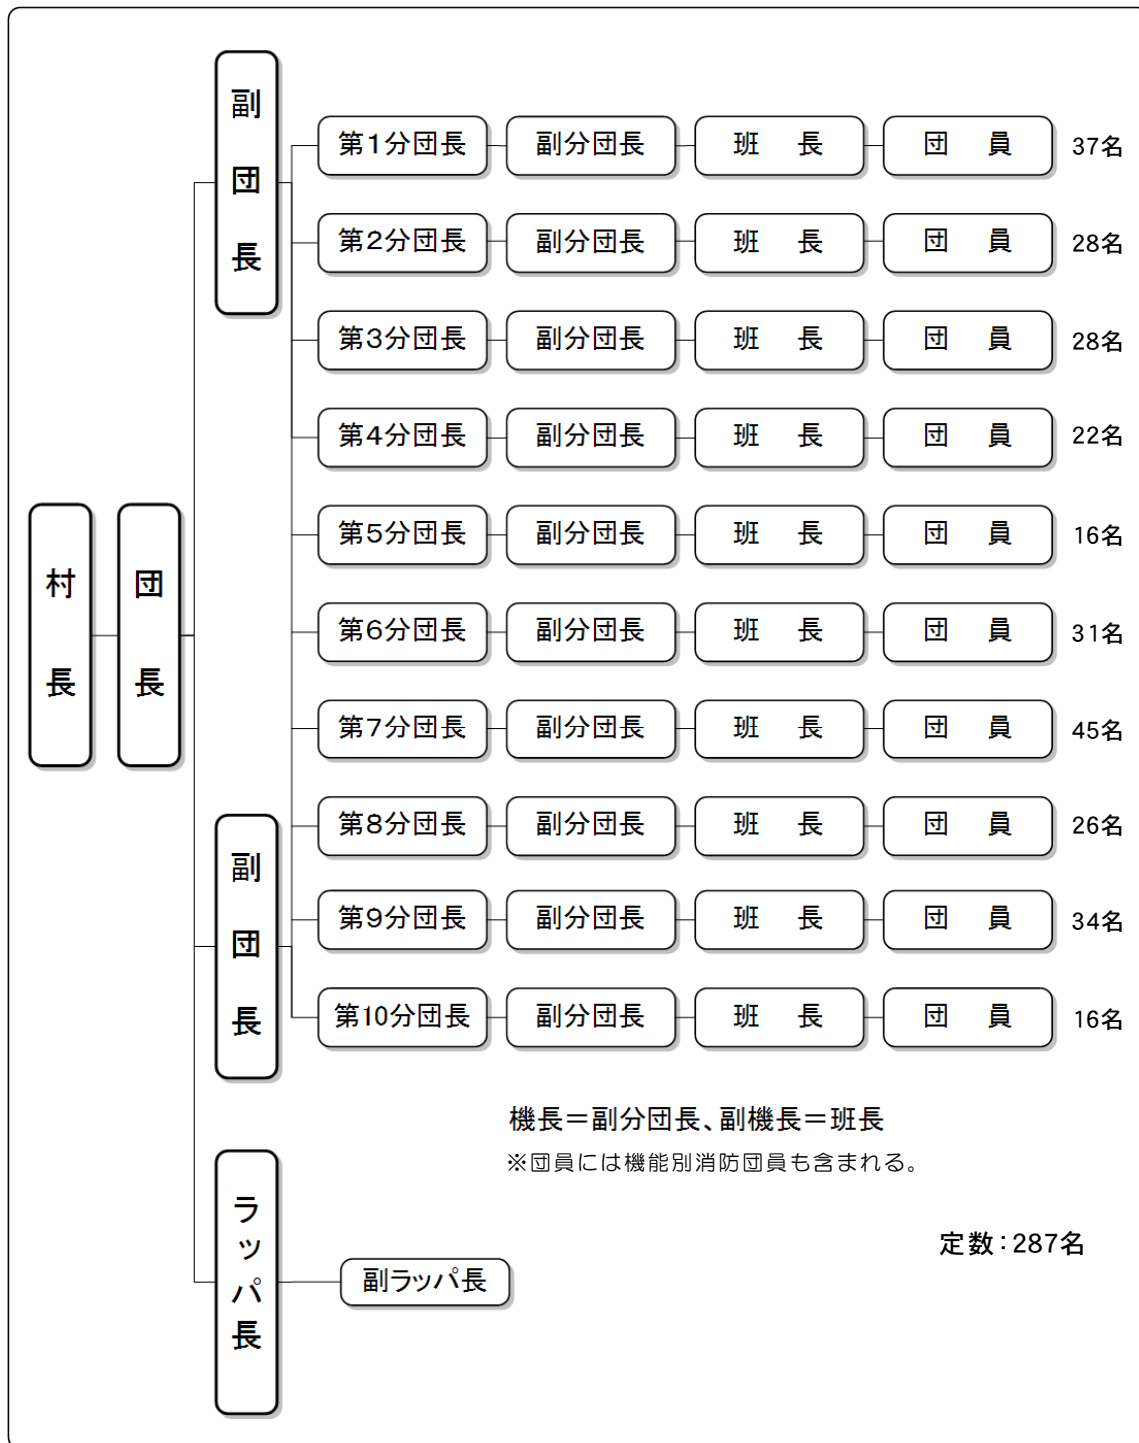 村長
団長
副団長
第1分団長 副分団長 班長 団員 37名
第2分団長 副分団長 班長 団員 28名
第3分団長 副分団長 班長 団員 28名
第4分団長 副分団長 班長 団員 22名
第5分団長 副分団長 班長 団員 16名
第6分団長 副分団長 班長 団員 31名
第7分団長 副分団長 班長 団員 45名
副団長
第8分団長 副分団長 班長 団員 26名
第9分団長 副分団長 班長 団員 34名
第10分団長 副分団長 班長 団員 16名
機長＝副分団長、副機長＝班長
※団員には機能別消防団員も含まれる。
定数：287名
ラッパ長
副ラッパ長